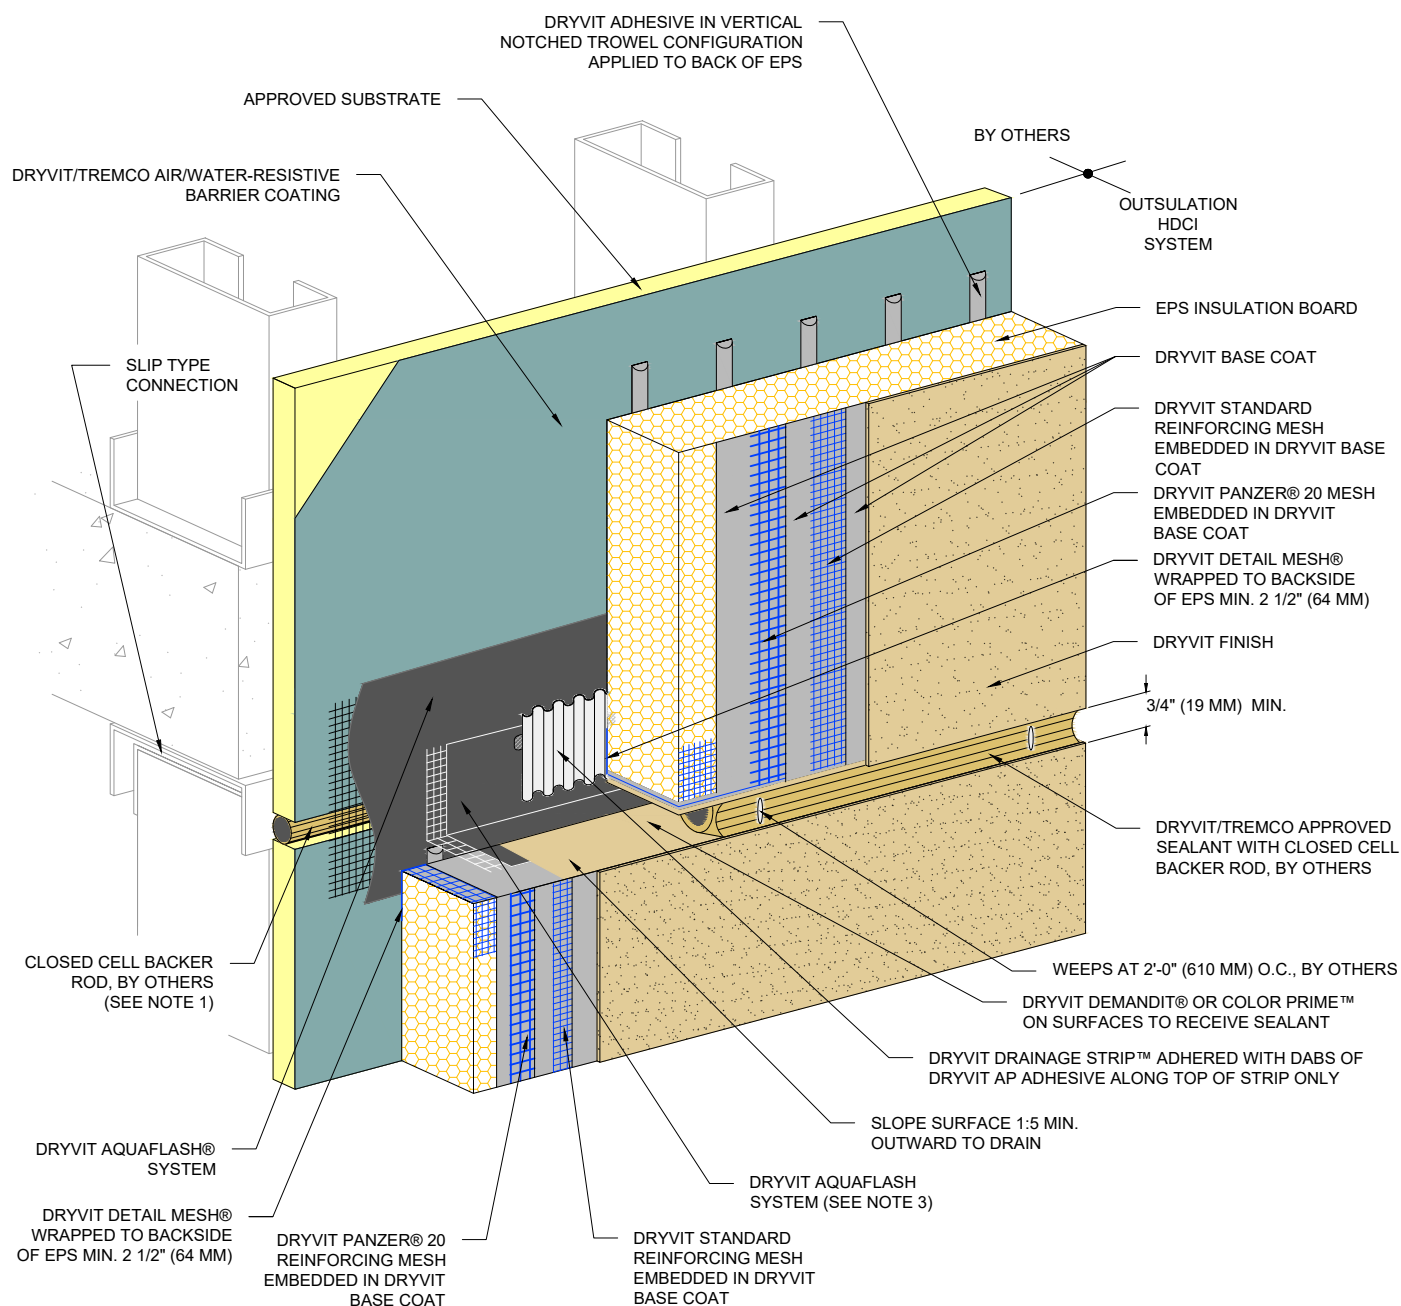 DRYVIT ADHESIVE IN VERTICAL
NOTCHED TROWEL CONFIGURATION
APPLIED TO BACK OF EPS
APPROVED SUBSTRATE
BY OTHERS
DRYVIT/TREMCO AIR/WATER-RESISTIVE
BARRIER COATING
OUTSULATION
HDCI
SYSTEM
EPS INSULATION BOARD
SLIP TYPE
CONNECTION
DRYVIT BASE COAT
DRYVIT STANDARD
REINFORCING MESH
EMBEDDED IN DRYVIT BASE
COAT
DRYVIT PANZER® 20 MESH
EMBEDDED IN DRYVIT
BASE COAT
DRYVIT DETAIL MESH®
WRAPPED TO BACKSIDE
OF EPS MIN. 2 1/2" (64 MM)
DRYVIT FINISH
3/4" (19 MM) MIN.
DRYVIT/TREMCO APPROVED
SEALANT WITH CLOSED CELL
BACKER ROD, BY OTHERS
CLOSED CELL BACKER
ROD, BY OTHERS
(SEE NOTE 1)
WEEPS AT 2'-0" (610 MM) O.C., BY OTHERS
DRYVIT DEMANDIT® OR COLOR PRIME™
ON SURFACES TO RECEIVE SEALANT
DRYVIT DRAINAGE STRIP™ ADHERED WITH DABS OF
DRYVIT AP ADHESIVE ALONG TOP OF STRIP ONLY
SLOPE SURFACE 1:5 MIN.
OUTWARD TO DRAIN
DRYVIT AQUAFLASH®
SYSTEM
DRYVIT AQUAFLASH
SYSTEM (SEE NOTE 3)
DRYVIT DETAIL MESH®
WRAPPED TO BACKSIDE
OF EPS MIN. 2 1/2" (64 MM)
DRYVIT PANZER® 20
REINFORCING MESH
EMBEDDED IN DRYVIT
BASE COAT
DRYVIT STANDARD
REINFORCING MESH
EMBEDDED IN DRYVIT
BASE COAT